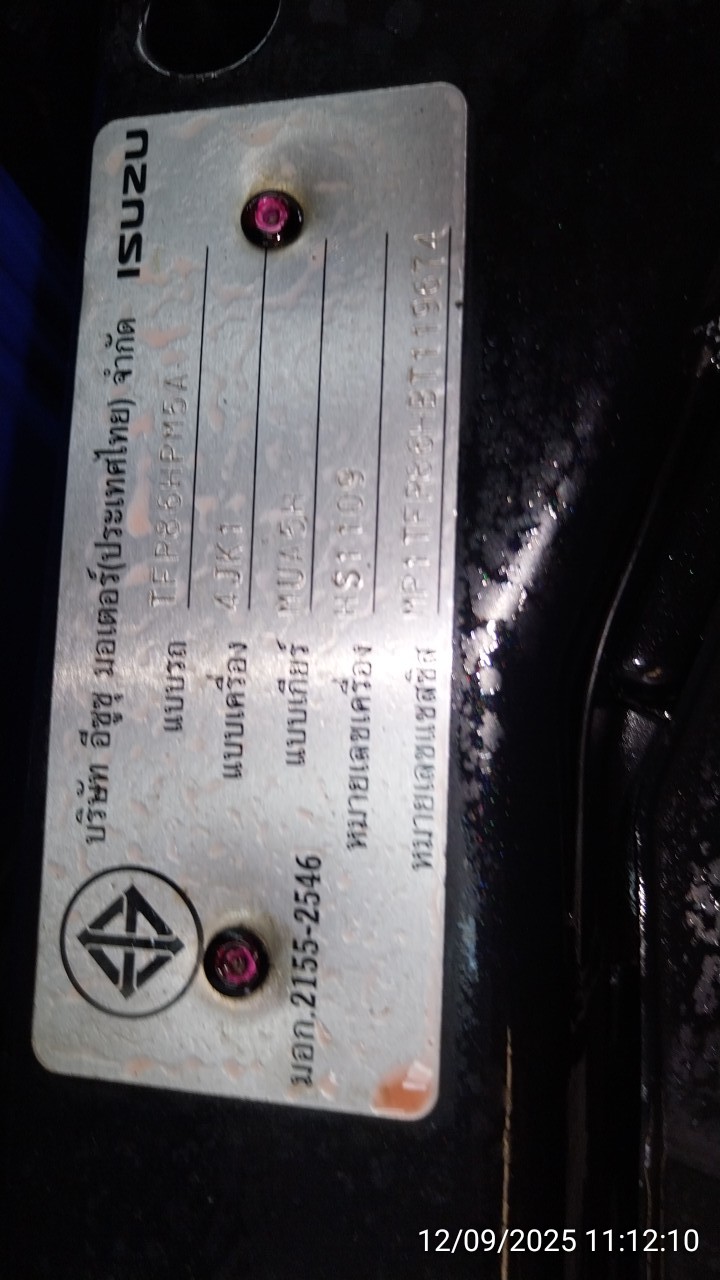 บริษัท อีซูซุ มอเตอร์(ประเทศไทย) จำกัด ISUZU
แบบรถ TFR86HPM5A
แบบเครื่อง 4JK1
แบบเกียร์ MUA5H
หมายเลขเครื่อง HS1109
หมายเลขแชสซิส
มอก.2155-2546
12/09/2025 11:12:10